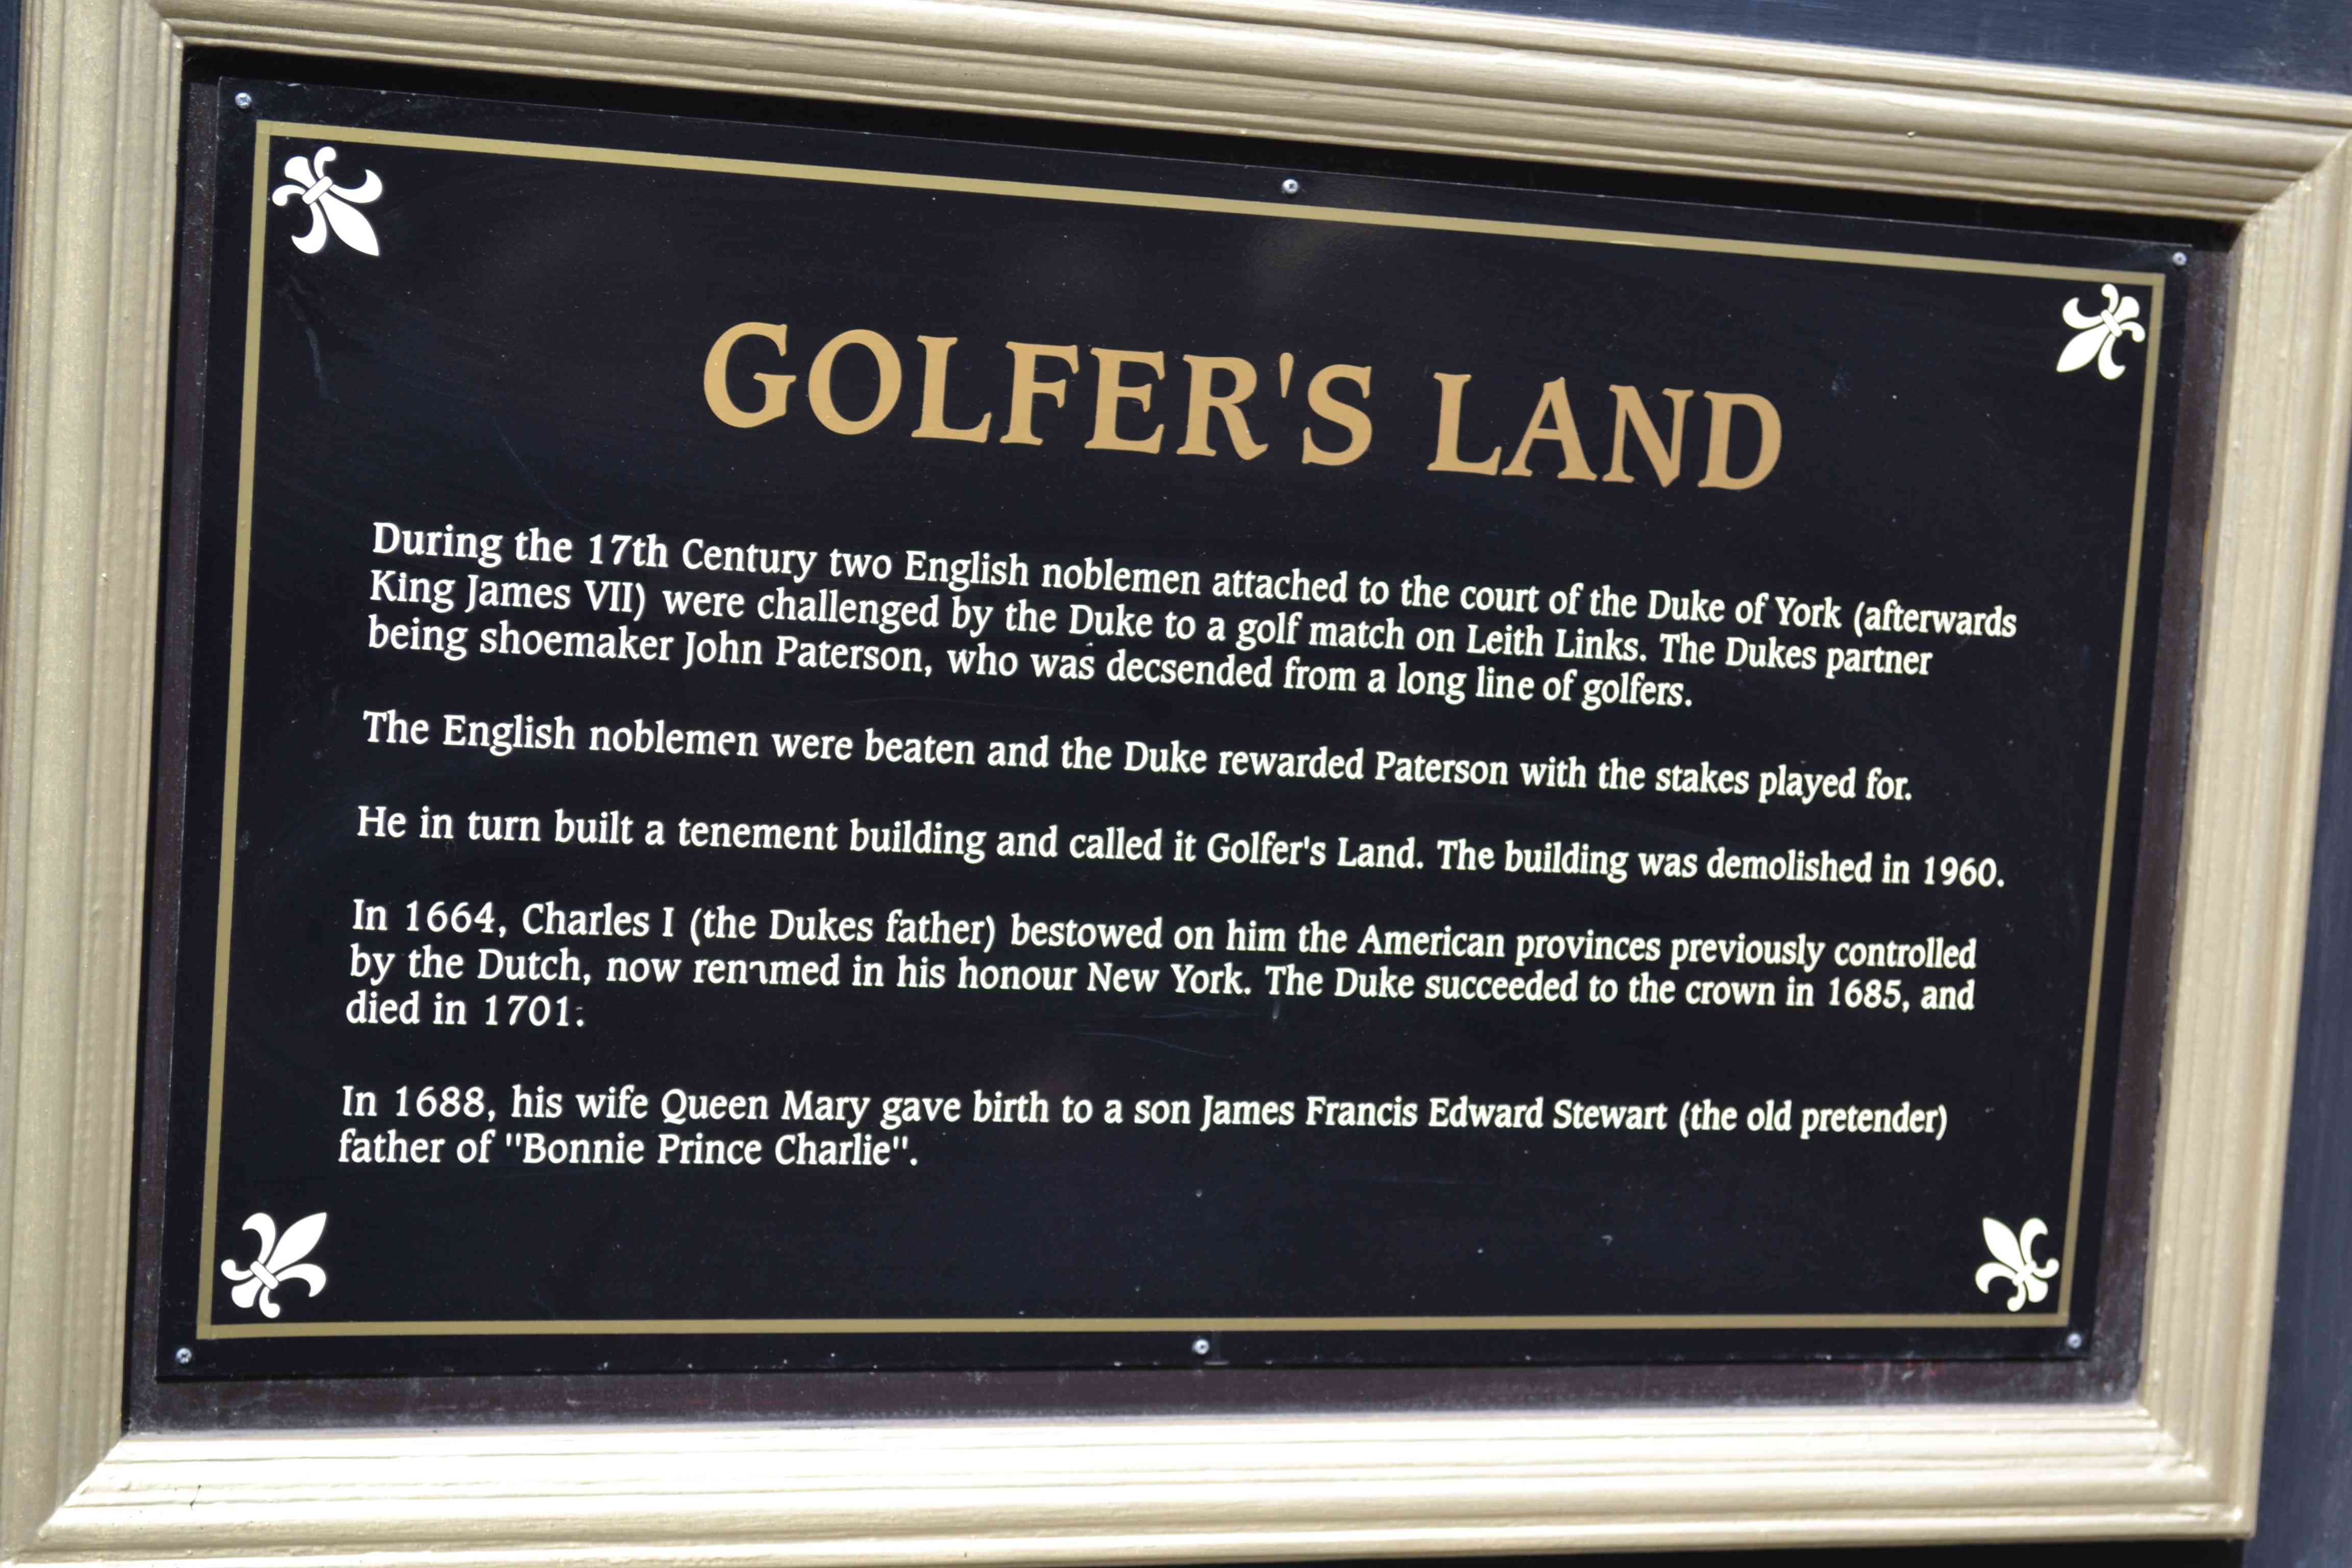 GOLFER'S LAND
During the 17th Century two English noblemen attached to the court of the Duke of York (afterwards
King James VII) were challenged by the Duke to a golf match on Leith Links. The Dukes partner
being shoemaker John Paterson, who was decsended from a long line of golfers.
The English noblemen were beaten and the Duke rewarded Paterson with the stakes played for.
He in turn built a tenement building and called it Golfer's Land. The building was demolished in 1960.
In 1664, Charles I (the Dukes father) bestowed on him the American provinces previously controlled
by the Dutch, now renamed in his honour New York. The Duke succeeded to the crown in 1685, and
died in 1701.
In 1688, his wife Queen Mary gave birth to a son James Francis Edward Stewart (the old pretender)
father of "Bonnie Prince Charlie".